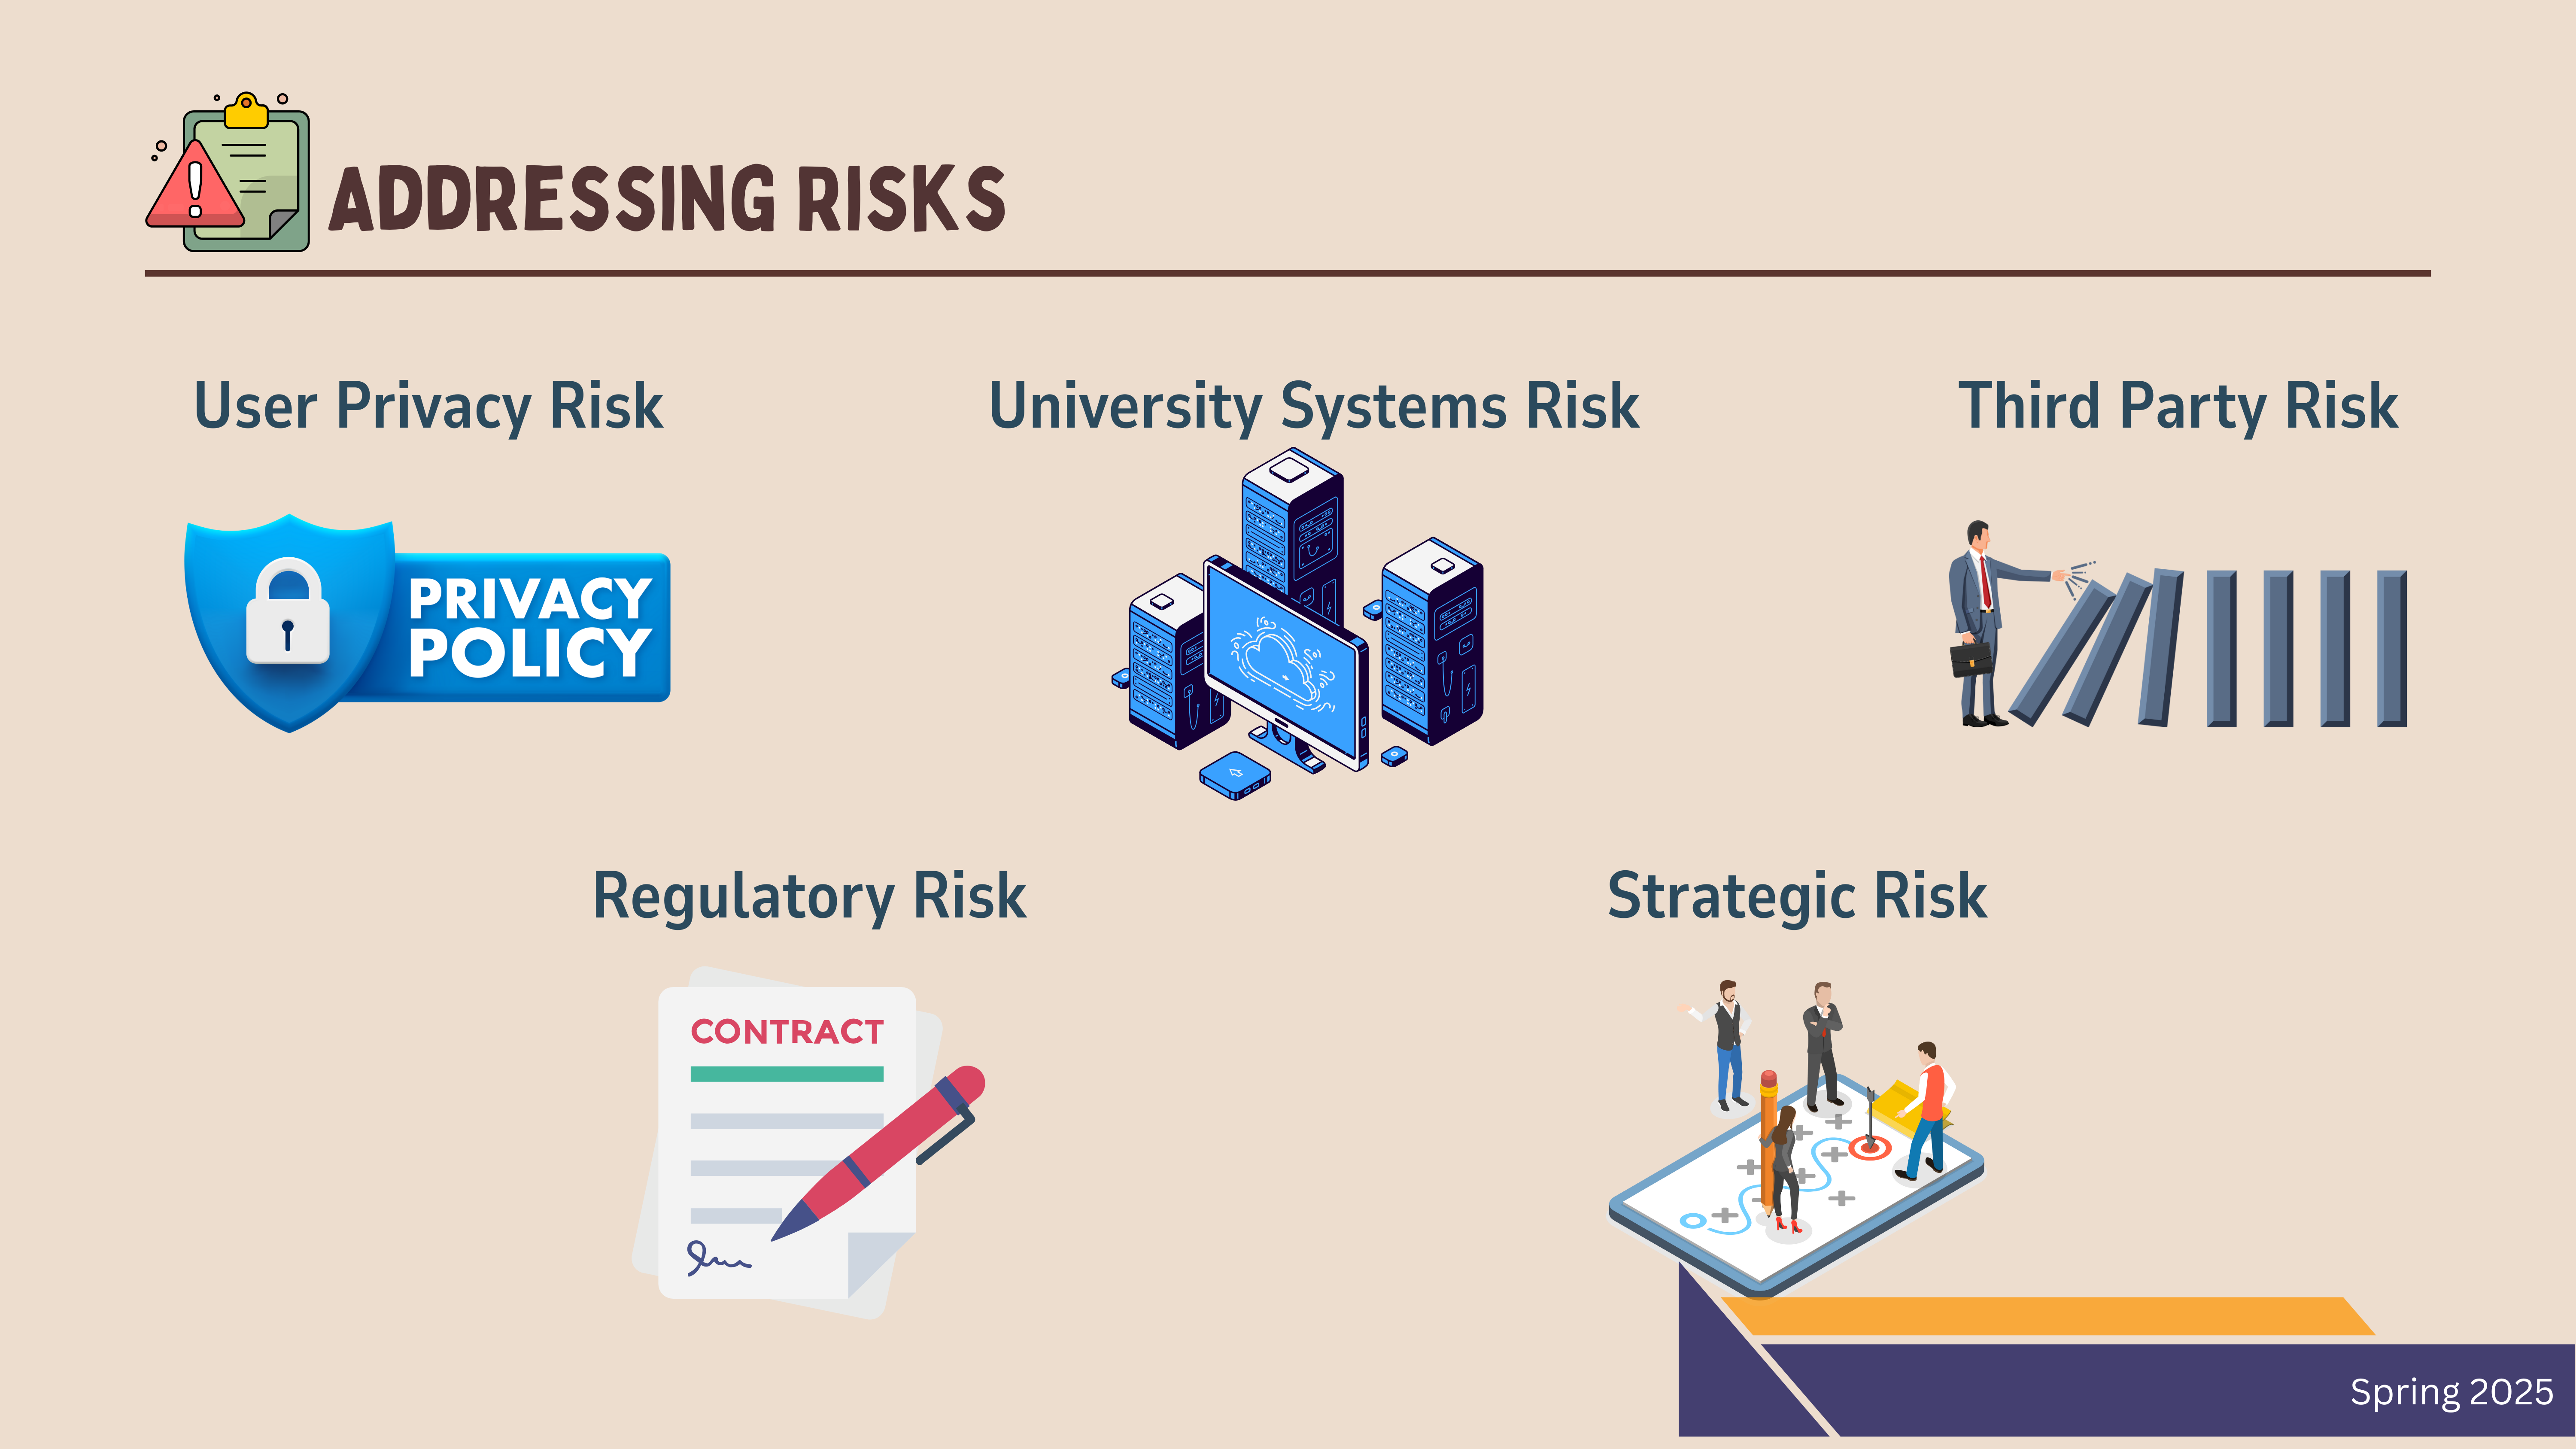 ADDRESSING RISKS
User Privacy Risk
University Systems Risk
Third Party Risk
PRIVACY
POLICY
Regulatory Risk
Strategic Risk
CONTRACT
Spring 2025